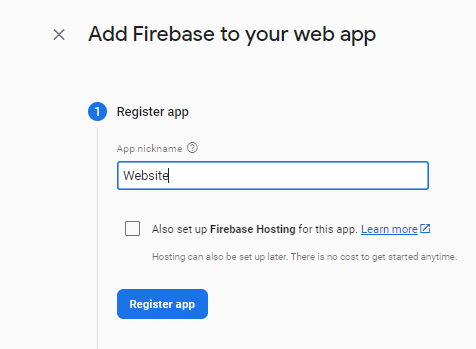 Add Firebase to your web app
1 Register app
App nickname
Website
Also set up Firebase Hosting for this app. Learn more
Hosting can also be set up later. There is no cost to get started anytime.
Register app